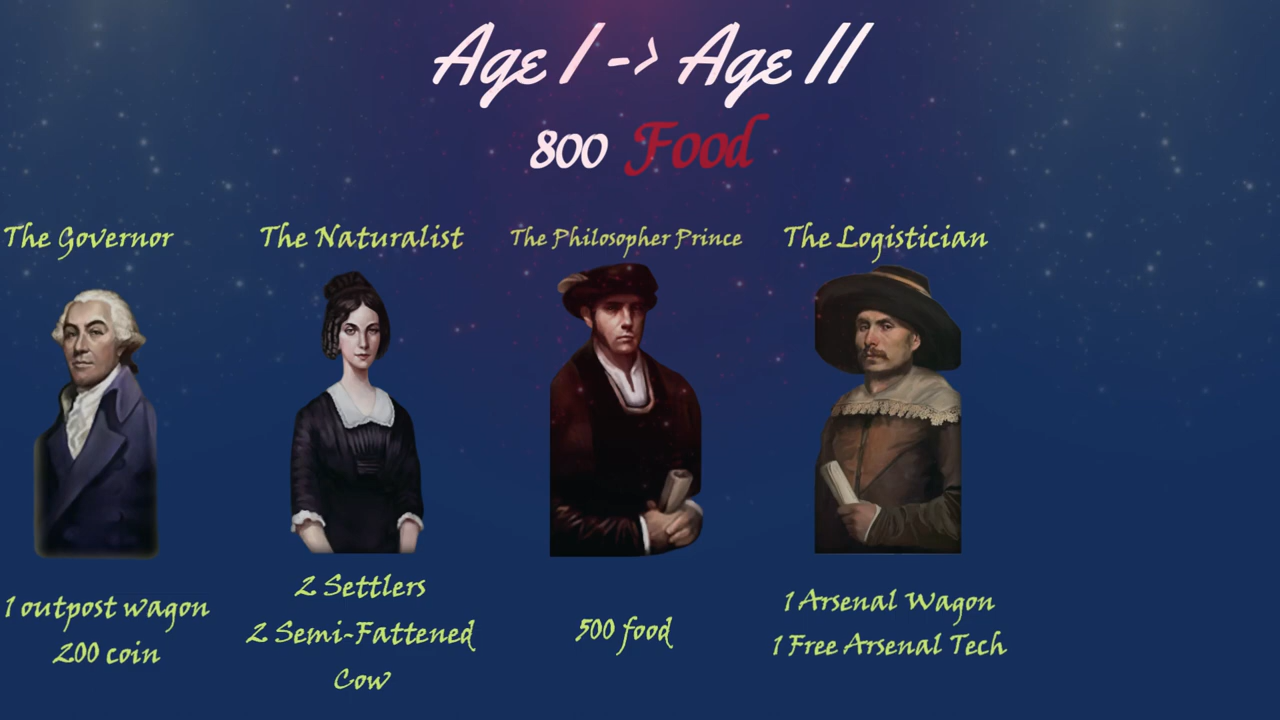 Age I -> Age II
800 Food
The Governor
The Naturalist
The Philosopher Prince
The Logistician
1 outpost wagon
200 coin
2 Settlers
2 Semi-Fattened
Cow
500 food
1 Arsenal Wagon
1 Free Arsenal Tech